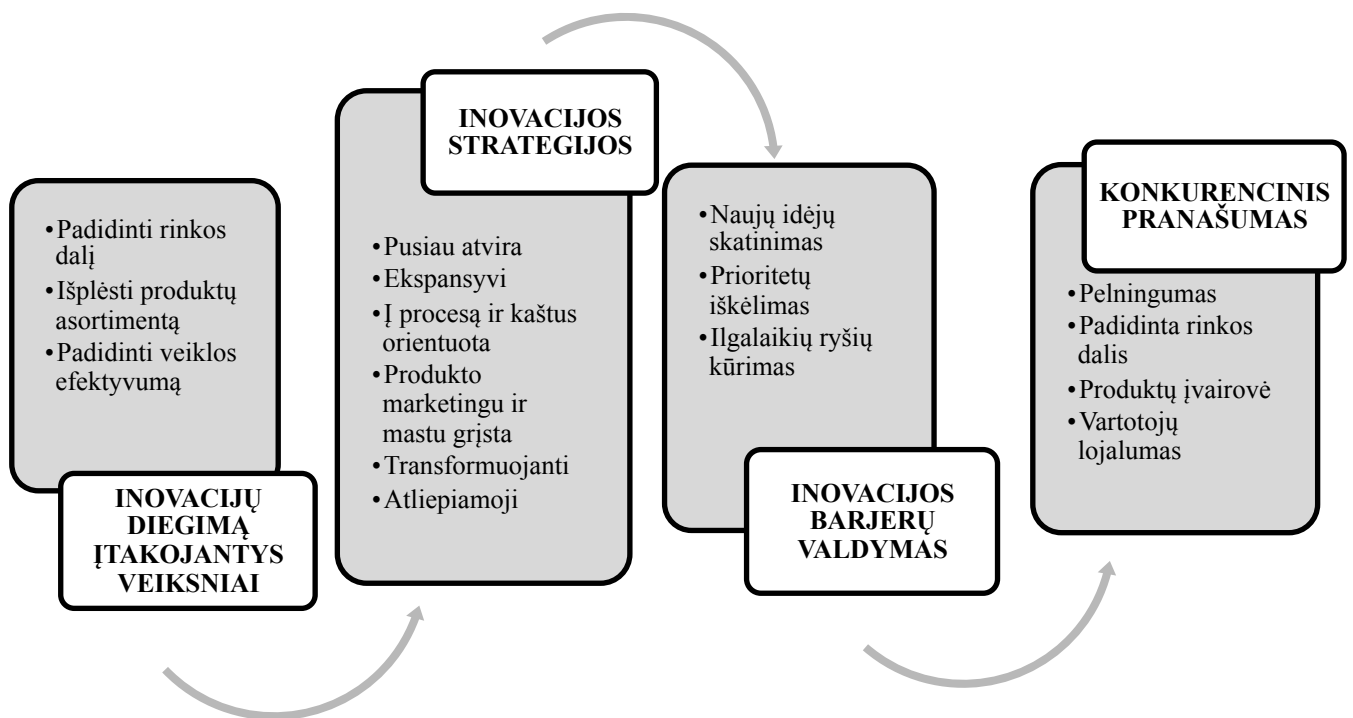 •Padidinti rinkos
dalį
•Išplėsti produktų
asortimentą
•Padidinti veiklos
efektyvumą
INOVACIJŲ
DIEGIMĄ
ĮTAKOJANTYS
VEIKSNIAI
INOVACIJOS
STRATEGIJOS
•Pusiau atvira
•Ekspansyvi
•Į procesą ir kaštus
orientuota
•Produkto
marketingu ir
mastu grįsta
•Transformuojanti
•Atliepiamoji
•Naujų idėjų
skatinimas
•Prioritetų
iškėlimas
•Ilgalaikių ryšių
kūrimas
INOVACIJOS
BARJERŲ
VALDYMAS
KONKURENCINIS
PRANAŠUMAS
•Pelningumas
•Padidinta rinkos
dalis
•Produktų įvairovė
•Vartotojų
lojalumas